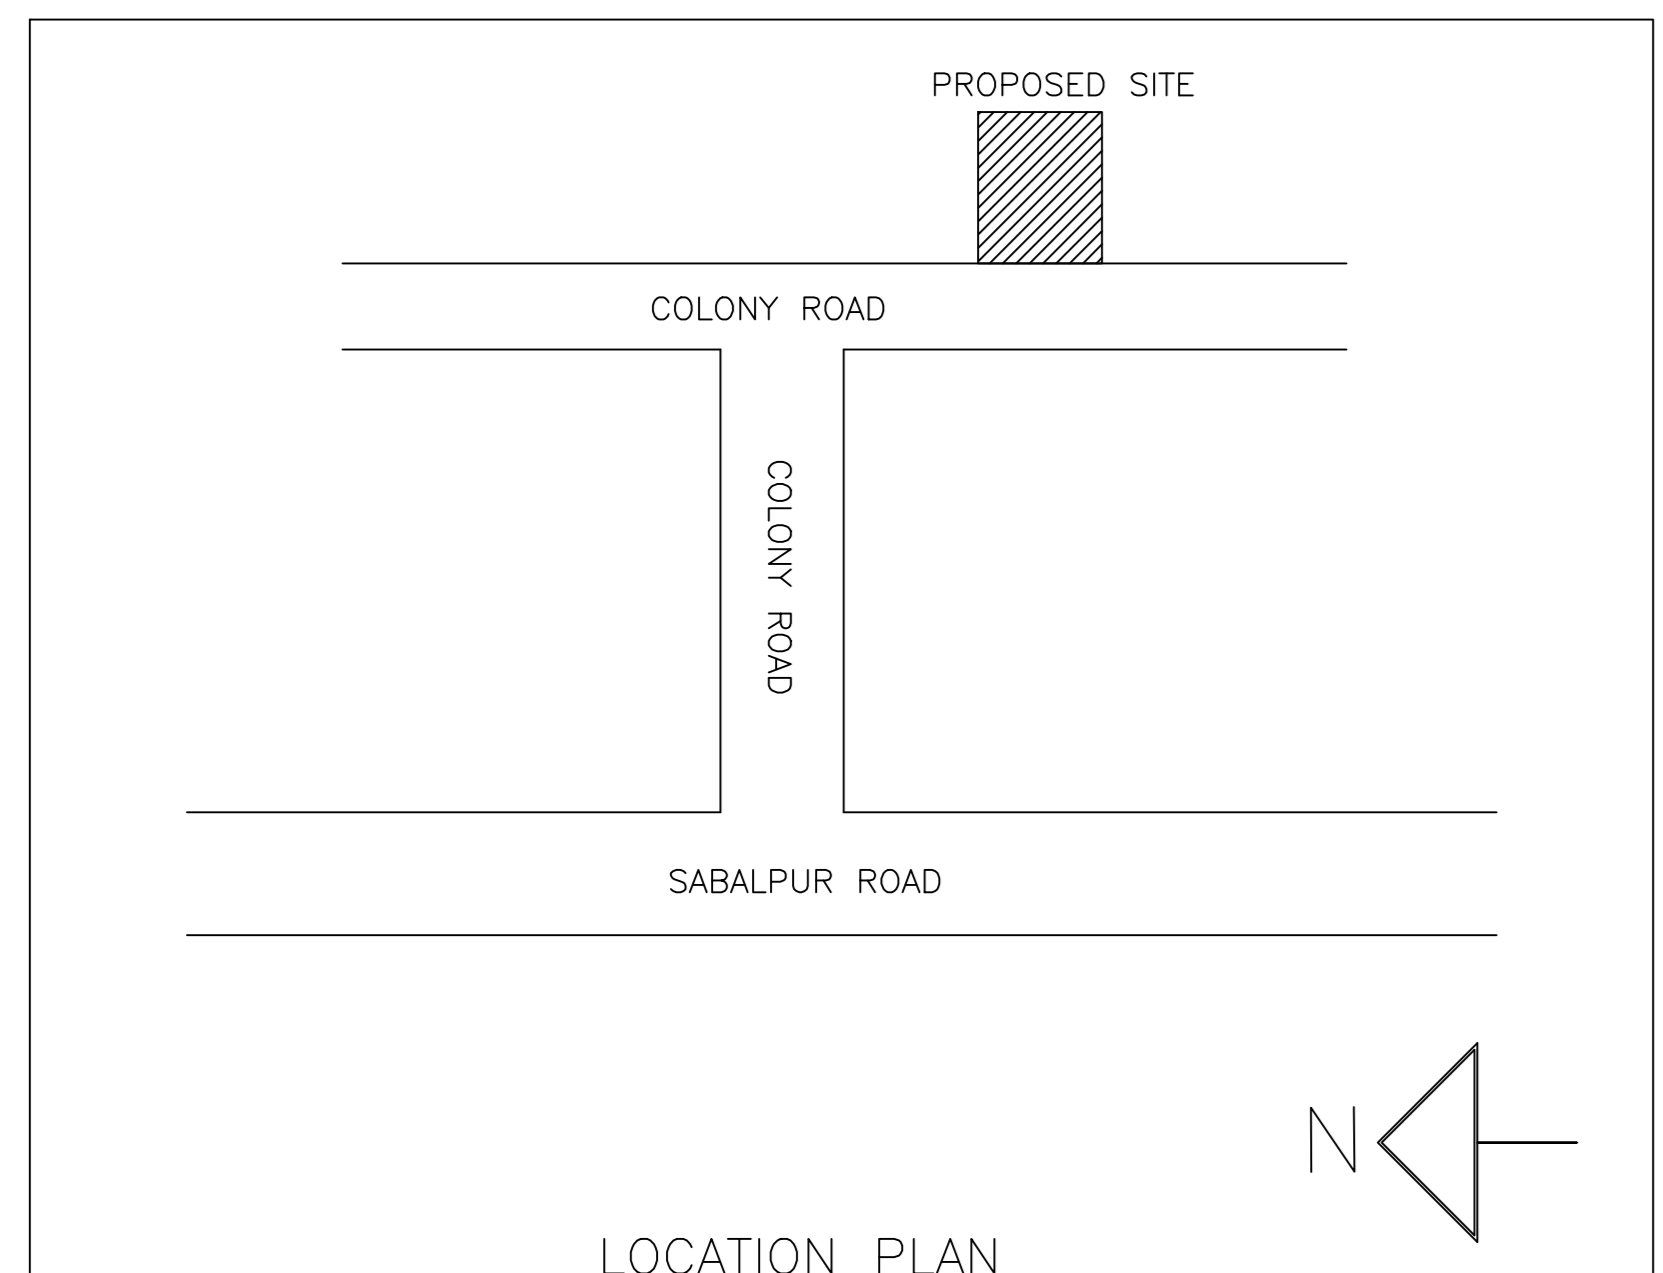 PROPOSED SITE
COLONY ROAD
COLONY ROAD
SABALPUR ROAD
N
LOCATION PLAN